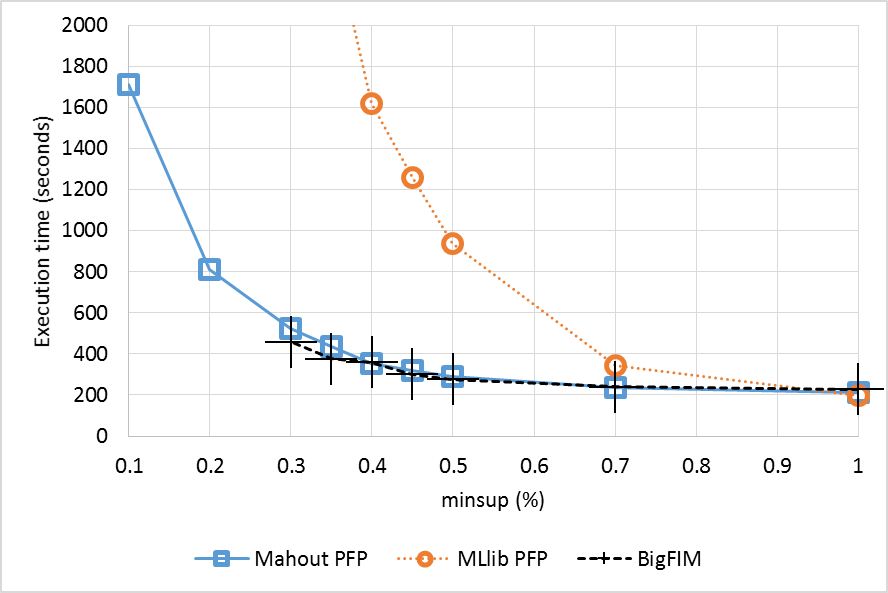 2000
1800
1600
1400
1200
1000
800
600
400
200
0
Execution time (seconds)
0.1 0.2 0.3 0.4 0.5 0.6 0.7 0.8 0.9 1
minsup (%)
Mahout PFP MLlib PFP BigFIM